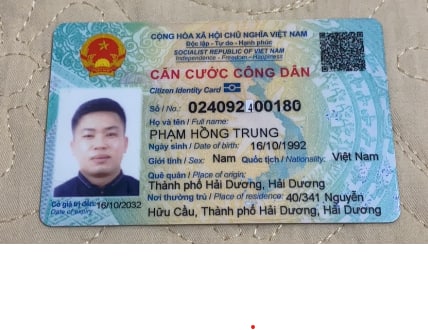 CỘNG HÒA XÃ HỘI CHỦ NGHĨA VIỆT NAM
Độc lập - Tự do - Hạnh phúc
SOCIALIST REPUBLIC OF VIET NAM
Independence - Freedom - Happiness
CĂN CƯỚC CÔNG DÂN
Citizen Identity Card
Số / No.: 024092400180
Họ và tên / Full name:
PHẠM HỒNG TRUNG
Ngày sinh / Date of birth: 16/10/1992
Giới tính / Sex: Nam Quốc tịch / Nationality: Việt Nam
Quê quán / Place of origin:
Thành phố Hải Dương, Hải Dương
Nơi thường trú / Place of residence: 40/341 Nguyễn
Hữu Cầu, Thành phố Hải Dương, Hải Dương
Có giá trị đến: 16/10/2032
Date of expiry